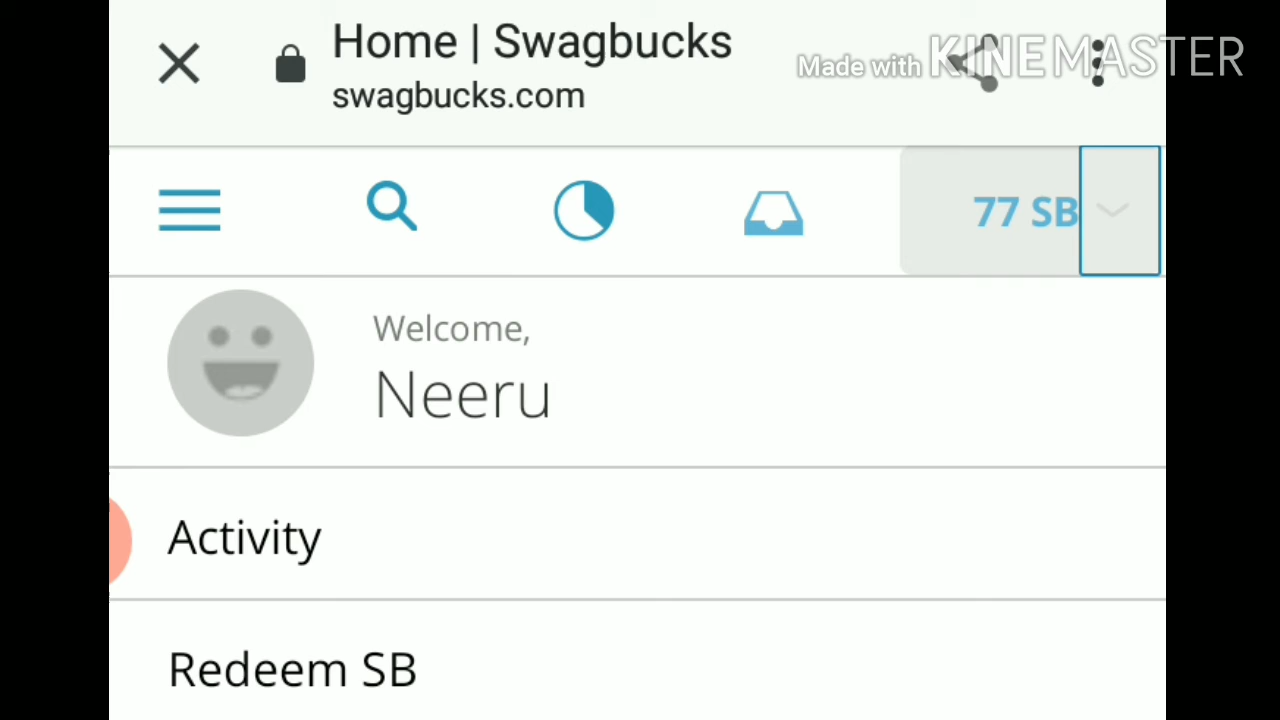 Home | Swagbucks
swagbucks.com
Made with KINEMASTER
77 SB
Welcome,
Neeru
Activity
Redeem SB